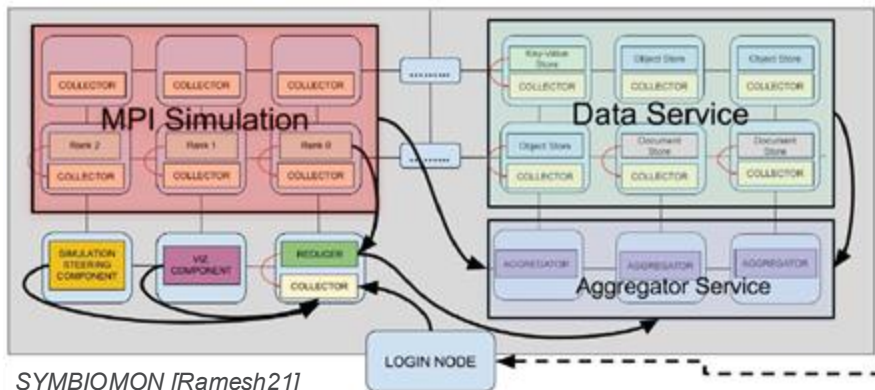 Key-Value
Store
Object Store
Object Store
COLLECTOR
COLLECTOR
COLLECTOR
COLLECTOR
COLLECTOR
COLLECTOR
MPI Simulation
Data Service
Rank 2
Rank 1
Rank 0
Object Store
Document
Store
Document
Store
COLLECTOR
COLLECTOR
COLLECTOR
COLLECTOR
COLLECTOR
COLLECTOR
SIMULATION
STEERING
COMPONENT
VIZ
COMPONENT
REDUCER
COLLECTOR
AGGREGATOR
AGGREGATOR
AGGREGATOR
Aggregator Service
LOGIN NODE
SYMBIOMON [Ramesh21]